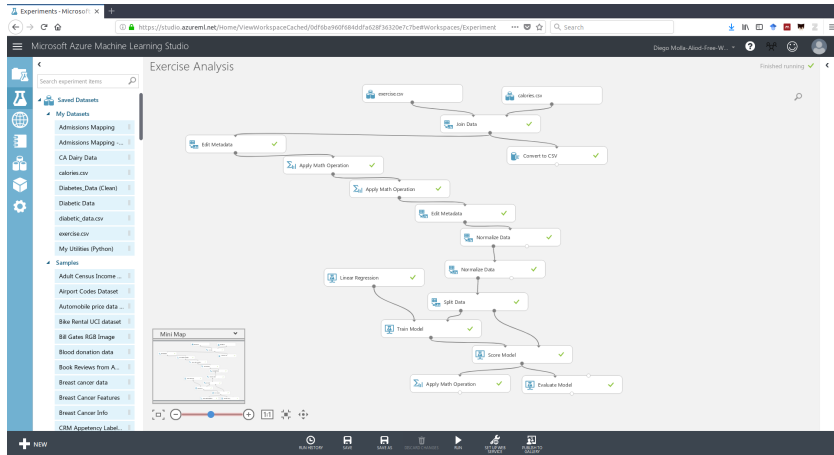 Experiments - Microsoft
https://studio.azureml.net/Home/ViewWorkspaceCached/0df6ba960f684ddfa628f36320e7c7be#Workspaces/Experiment
Search
Microsoft Azure Machine Learning Studio
Diego Molla-Aliod-Free-W...
Search experiment items
Saved Datasets
My Datasets
Admissions Mapping
Admissions Mapping -...
CA Dairy Data
calories.csv
Diabetes_Data (Clean)
Diabetic Data
diabetic_data.csv
exercise.csv
My Utilities (Python)
Samples
Adult Census Income ...
Airport Codes Dataset
Automobile price data ...
Bike Rental UCI dataset
Bill Gates RGB Image
Blood donation data
Book Reviews from A...
Breast cancer data
Breast Cancer Features
Breast Cancer Info
CRM Appetency Label...
Exercise Analysis
Finished running
exercise.csv
calories.csv
Join Data
Edit Metadata
Convert to CSV
Apply Math Operation
Apply Math Operation
Edit Metadata
Normalize Data
Normalize Data
Linear Regression
Split Data
Train Model
Score Model
Apply Math Operation
Evaluate Model
Mini Map
1:1
NEW
RUN HISTORY
SAVE
SAVE AS
DISCARD CHANGES
RUN
SET UP WEB
SERVICE
PUBLISH TO
GALLERY